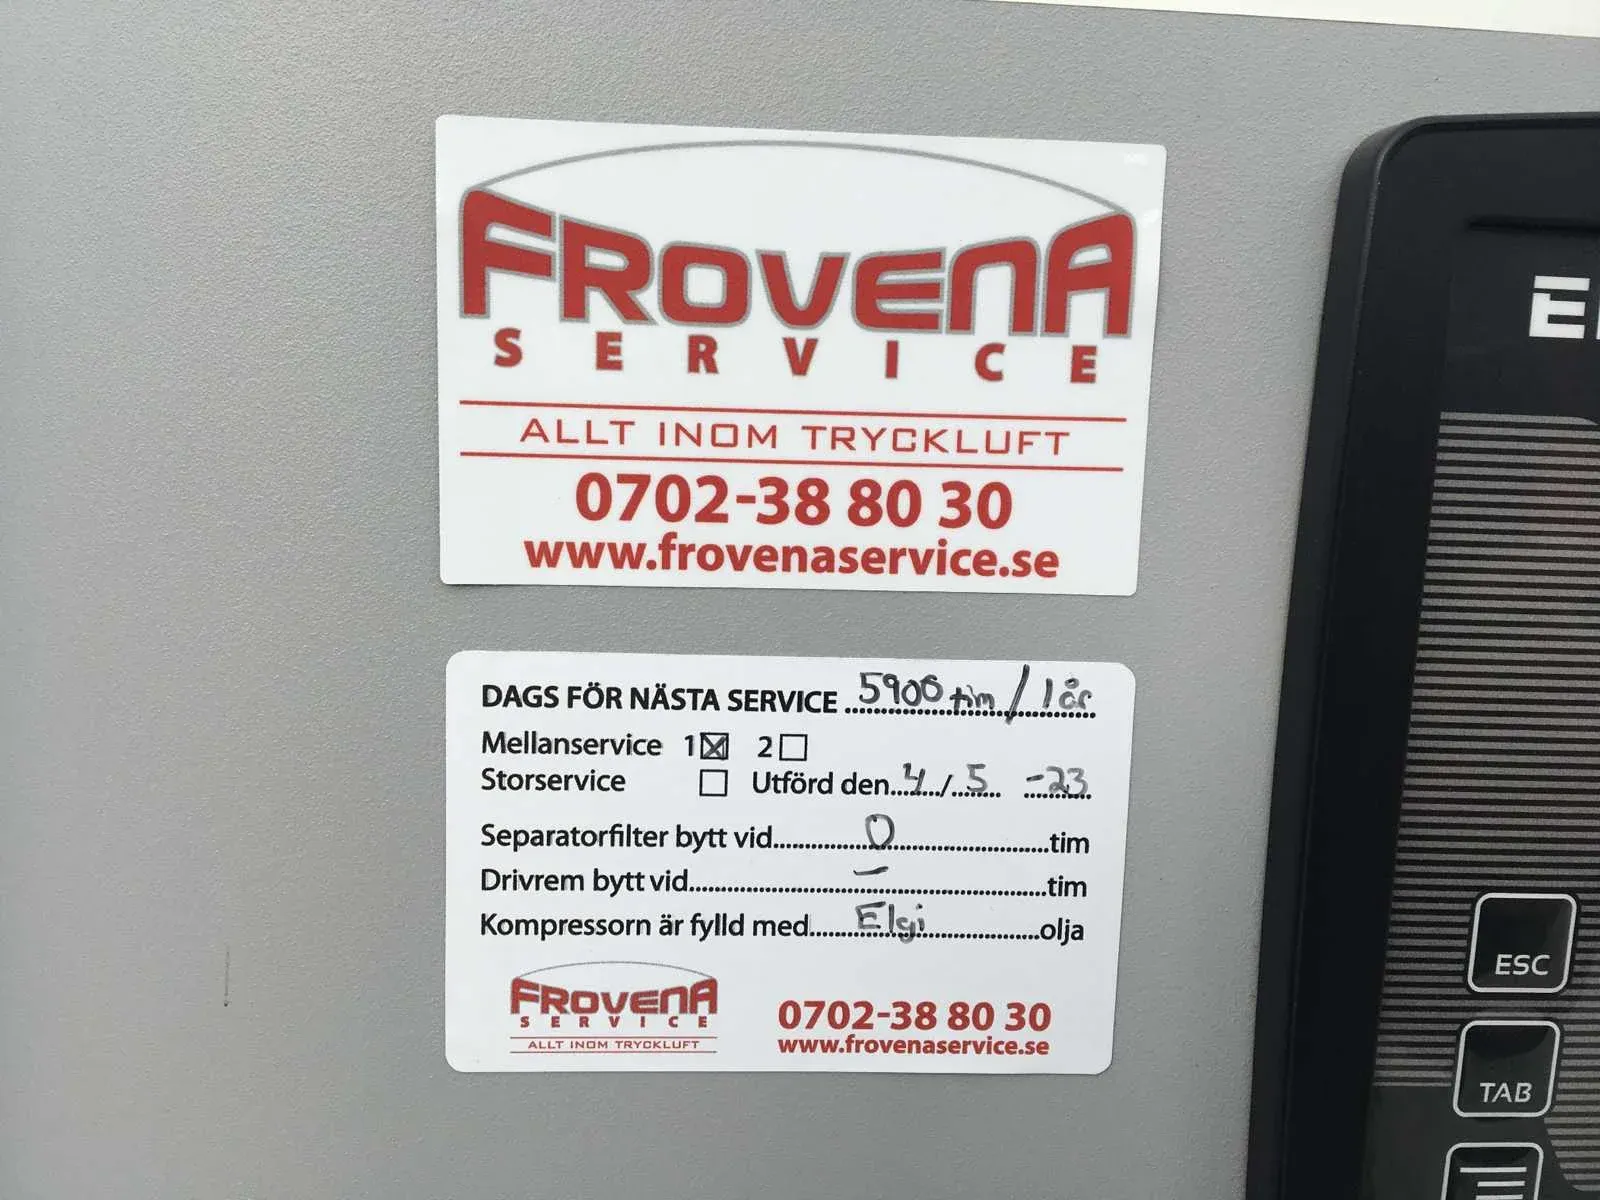 FROVENA
SERVICE
ALLT INOM TRYCKLUFT
0702-38 80 30
www.frovenaservice.se
DAGS FÖR NÄSTA SERVICE 5900 tim / 1 år
Mellanservice 1 ☒ 2 ☐
Storservice ☐ Utförd den 4 / 5 -23
Separatorfilter bytt vid 0 tim
Drivrem bytt vid – tim
Kompressorn är fylld med Elgi olja
FROVENA
SERVICE
ALLT INOM TRYCKLUFT
0702-38 80 30
www.frovenaservice.se
ESC
TAB